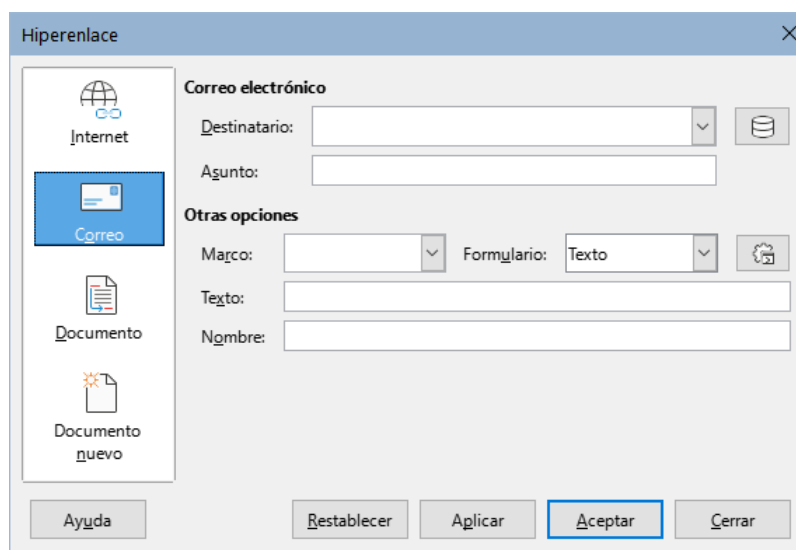 Hiperenlace
Internet
Correo
Documento
Documento
nuevo
Correo electrónico
Destinatario:
Asunto:
Otras opciones
Marco: Formulario: Texto
Texto:
Nombre:
Ayuda Restablecer Aplicar Aceptar Cerrar